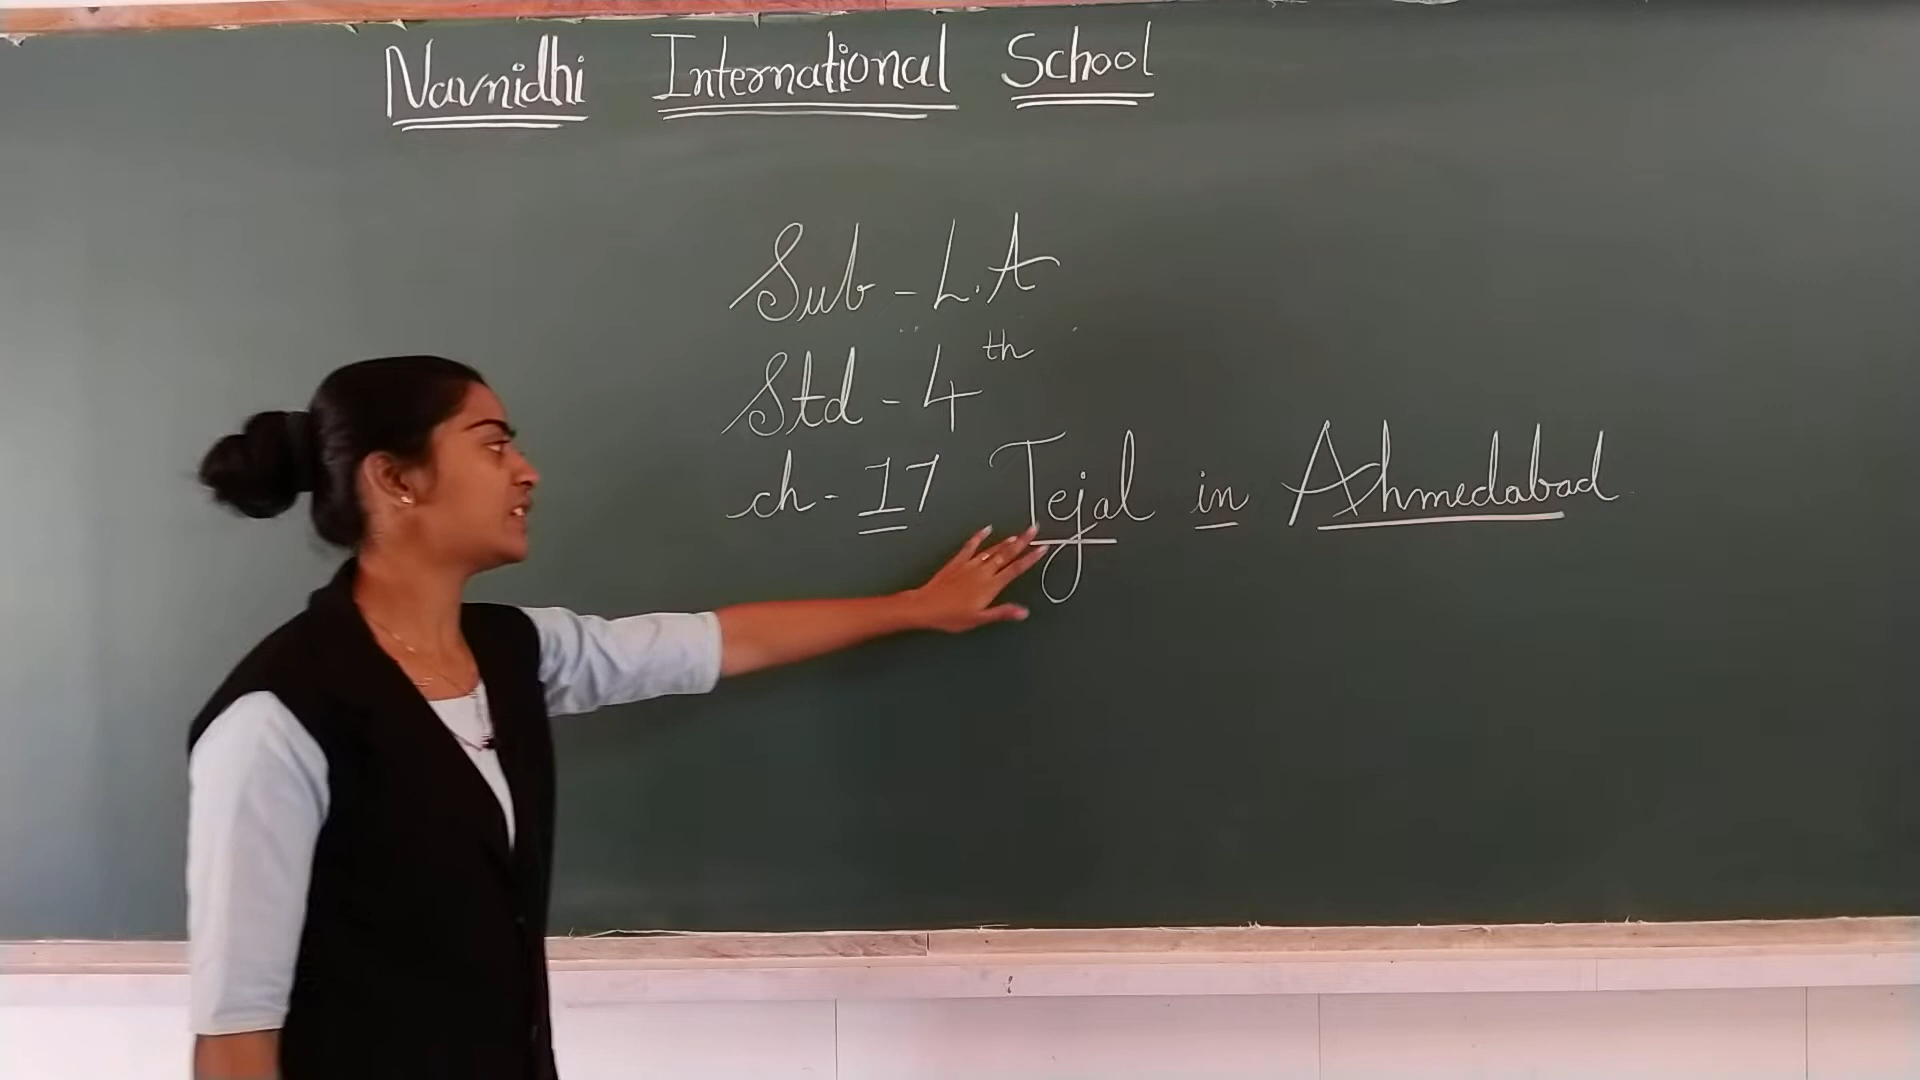 Navnidhi International School
Sub - L.A
Std - 4th
ch - 17 Tejal in Ahmedabad